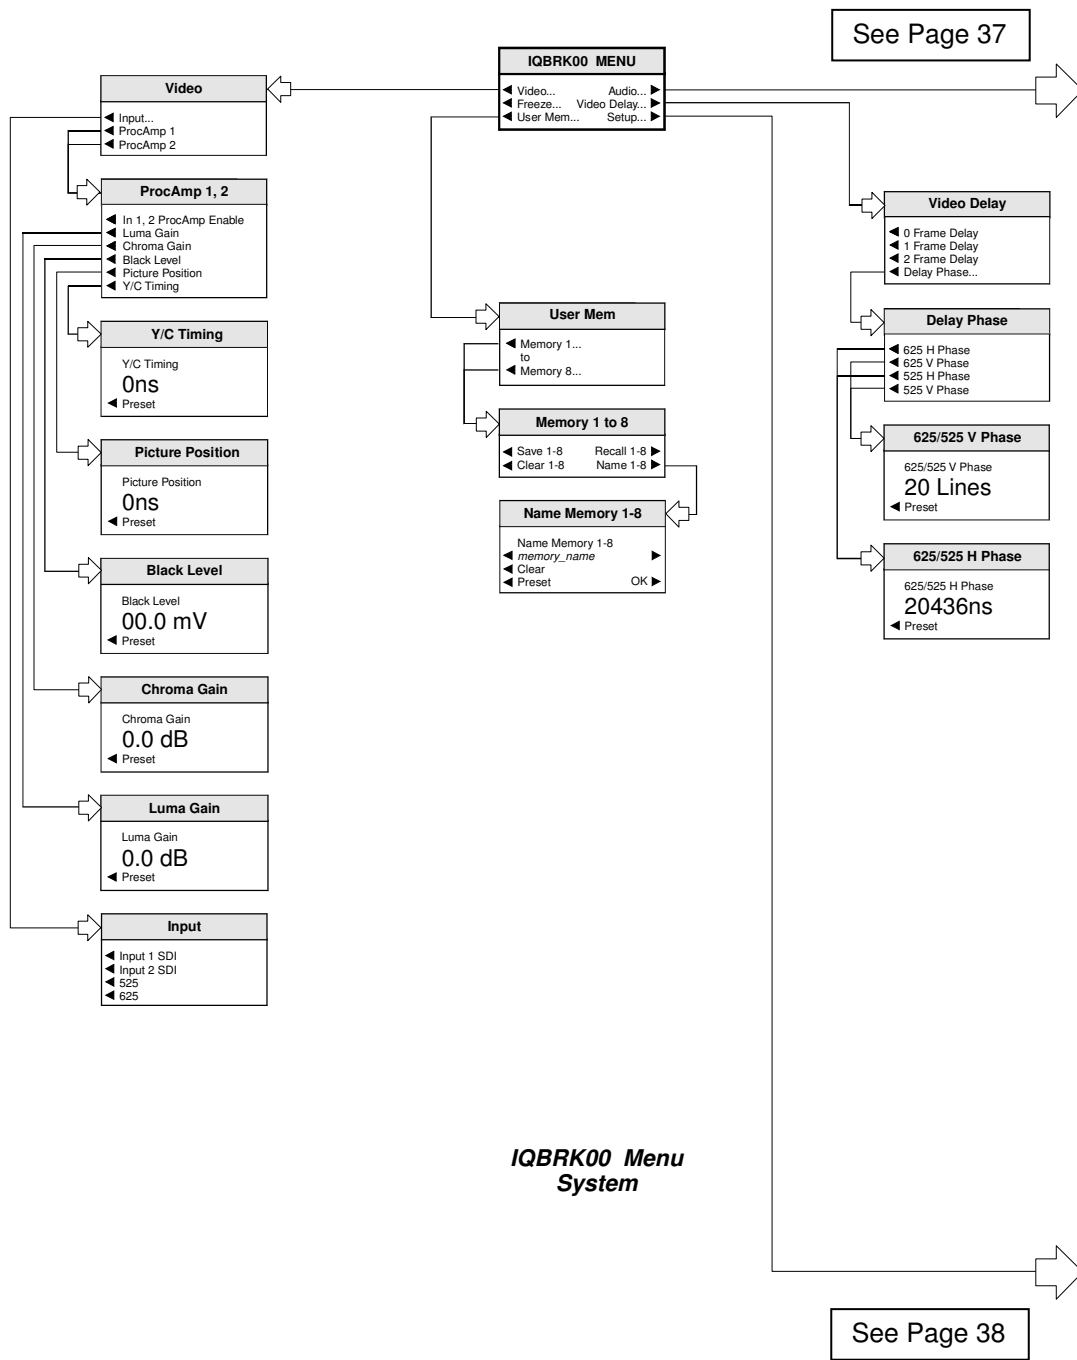 See Page 37
IQBRK00 MENU
Video... Audio...
Freeze... Video Delay...
User Mem... Setup...
Video
Input...
ProcAmp 1
ProcAmp 2
ProcAmp 1, 2
In 1, 2 ProcAmp Enable
Luma Gain
Chroma Gain
Black Level
Picture Position
Y/C Timing
Y/C Timing
Y/C Timing
0ns
Preset
Picture Position
Picture Position
0ns
Preset
Black Level
Black Level
00.0 mV
Preset
Chroma Gain
Chroma Gain
0.0 dB
Preset
Luma Gain
Luma Gain
0.0 dB
Preset
Input
Input 1 SDI
Input 2 SDI
525
625
User Mem
Memory 1...
to
Memory 8...
Memory 1 to 8
Save 1-8 Recall 1-8
Clear 1-8 Name 1-8
Name Memory 1-8
Name Memory 1-8
memory_name
Clear
Preset OK
Video Delay
0 Frame Delay
1 Frame Delay
2 Frame Delay
Delay Phase...
Delay Phase
625 H Phase
625 V Phase
525 H Phase
525 V Phase
625/525 V Phase
625/525 V Phase
20 Lines
Preset
625/525 H Phase
625/525 H Phase
20436ns
Preset
IQBRK00 Menu
System
See Page 38